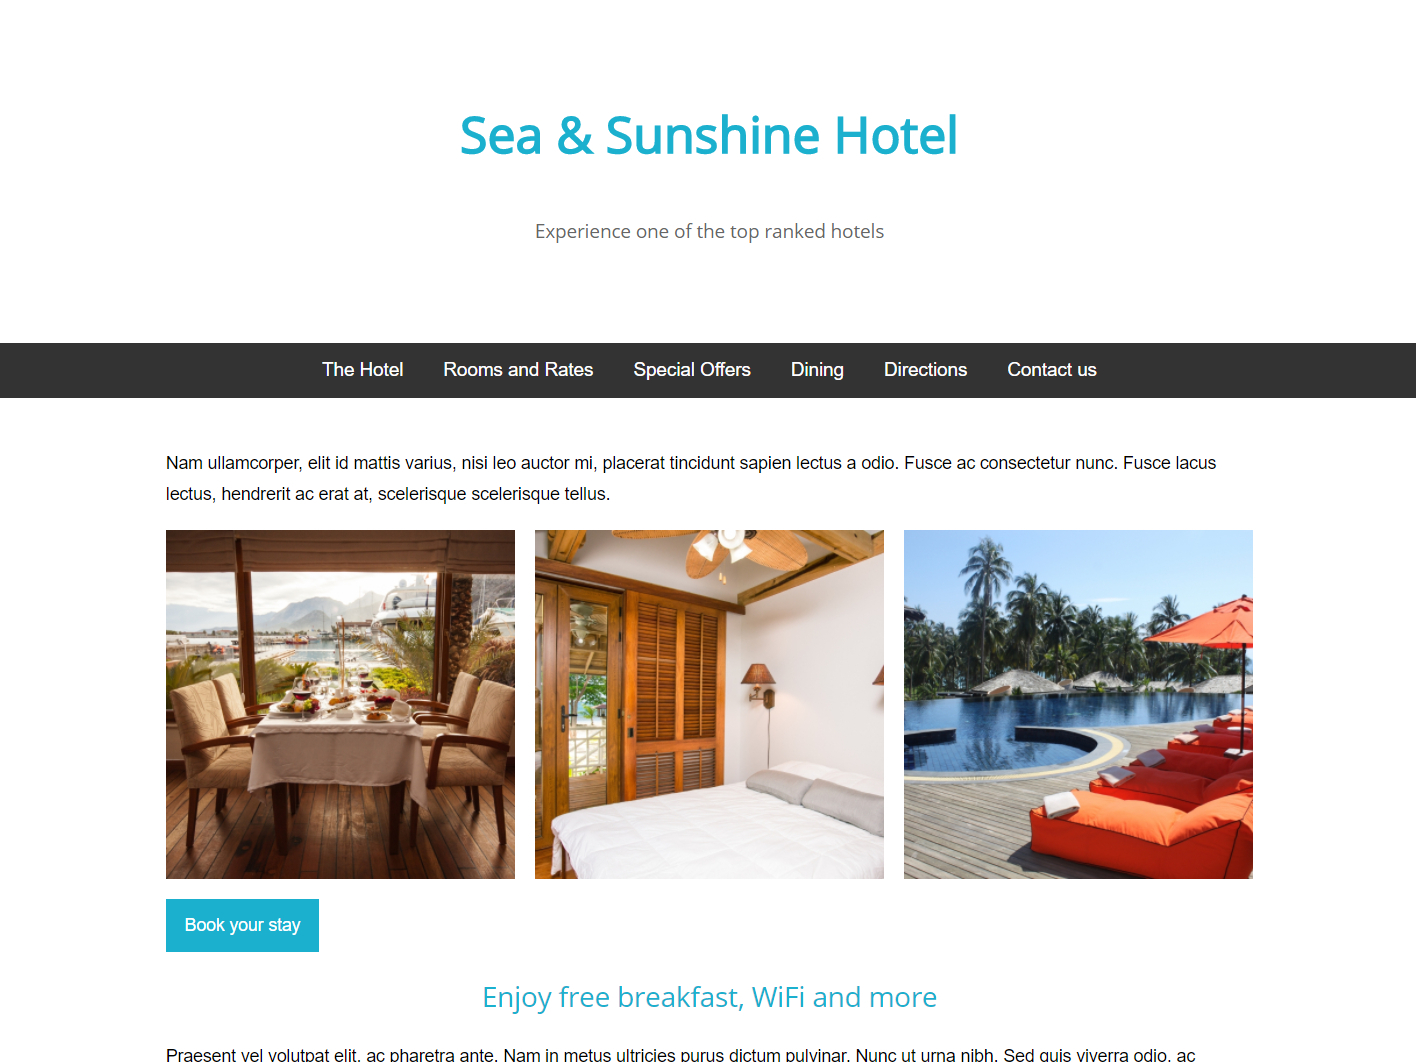 Sea & Sunshine Hotel
Experience one of the top ranked hotels
The Hotel Rooms and Rates Special Offers Dining Directions Contact us
Nam ullamcorper, elit id mattis varius, nisi leo auctor mi, placerat tincidunt sapien lectus a odio. Fusce ac consectetur nunc. Fusce lacus
lectus, hendrerit ac erat at, scelerisque scelerisque tellus.
Book your stay
Enjoy free breakfast, WiFi and more
Praesent vel volutpat elit, ac pharetra ante. Nam in metus ultricies purus dictum pulvinar. Nunc ut urna nibh. Sed quis viverra odio, ac